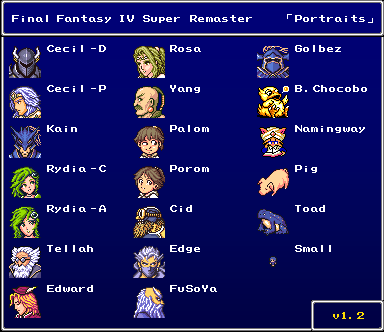 Final Fantasy IV Super Remaster 「Portraits」
Cecil-D Rosa Golbez
Cecil-P Yang B.Chocobo
Kain Palom Namingway
Rydia-C Porom Pig
Rydia-A Cid Toad
Tellah Edge Small
Edward FuSoYa
v1.2